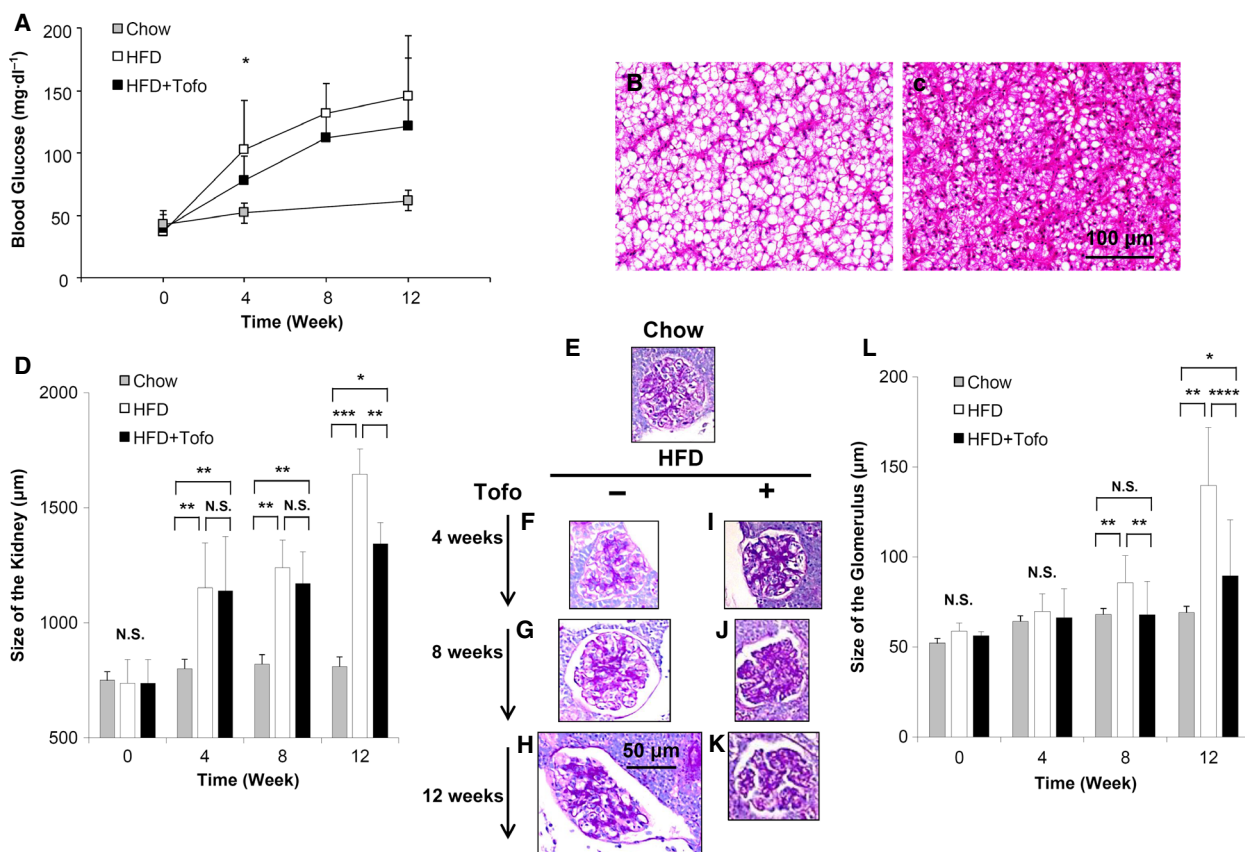 A
Chow
HFD
HFD+Tofo
200
150
100
50
0
*
Blood Glucose (mg·dl⁻¹)
0 4 8 12
Time (Week)
B
c
100 μm
D
Chow
HFD
HFD+Tofo
2000
1500
1000
500
Size of the Kidney (μm)
N.S.
**
** N.S.
**
** N.S.
*
*** **
0 4 8 12
Time (Week)
E
Chow
HFD
Tofo − +
4 weeks
F
I
8 weeks
G
J
12 weeks
H
50 μm
K
L
Chow
HFD
HFD+Tofo
200
150
100
50
0
Size of the Glomerulus (μm)
N.S.
N.S.
N.S.
** **
*
** ****
0 4 8 12
Time (Week)